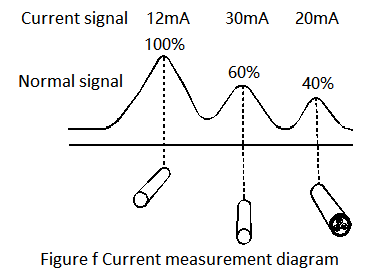 Current signal 12mA 30mA 20mA
100%
Normal signal 60% 40%
Figure f Current measurement diagram